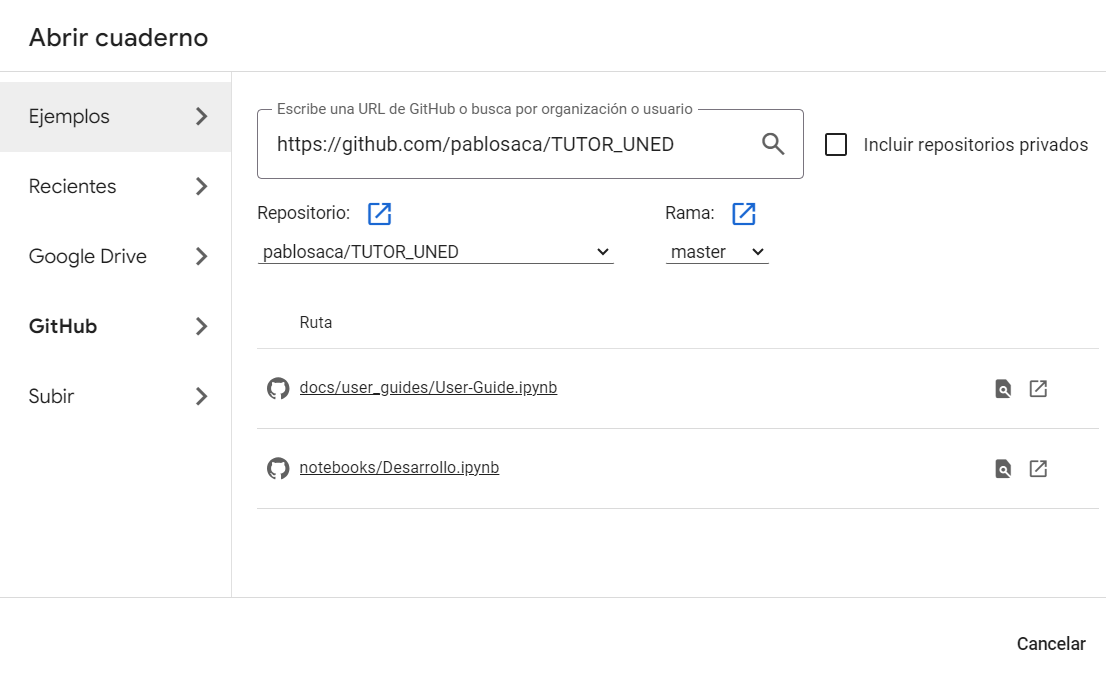 Abrir cuaderno
Ejemplos
Recientes
Google Drive
GitHub
Subir
Escribe una URL de GitHub o busca por organización o usuario
https://github.com/pablosaca/TUTOR_UNED
Incluir repositorios privados
Repositorio:
Rama:
pablosaca/TUTOR_UNED
master
Ruta
docs/user_guides/User-Guide.ipynb
notebooks/Desarrollo.ipynb
Cancelar